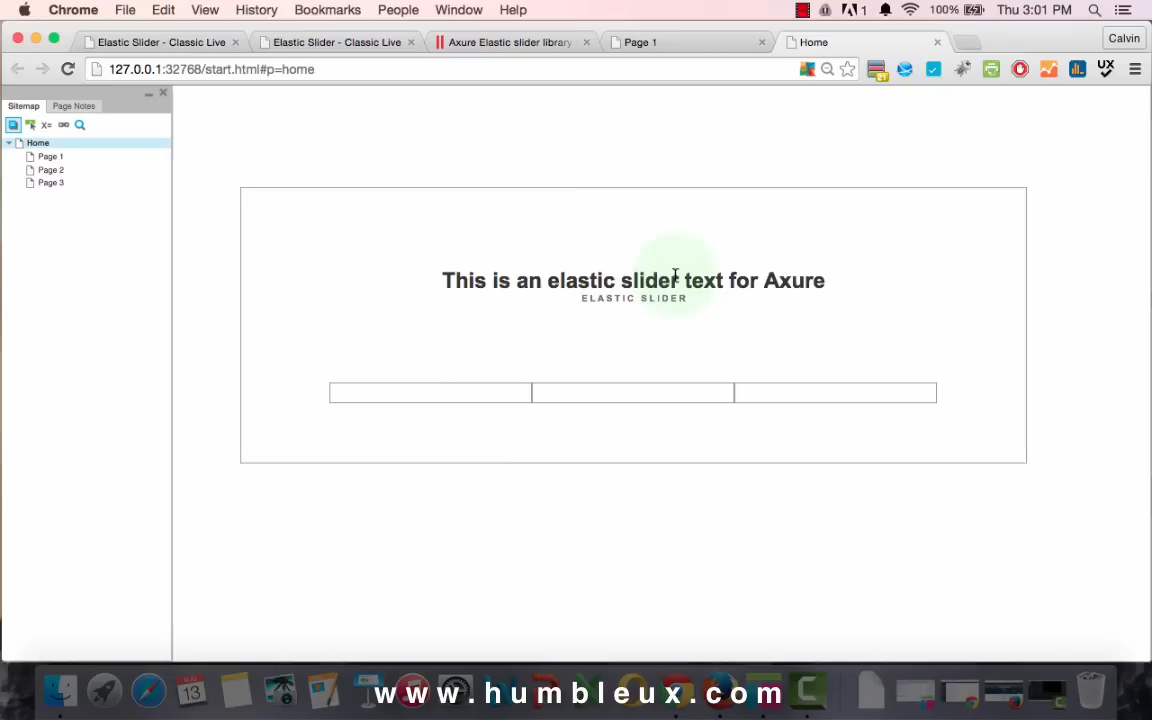 Chrome File Edit View History Bookmarks People Window Help 1 100% Thu 3:01 PM
Elastic Slider - Classic Live Elastic Slider - Classic Live Axure Elastic slider library Page 1 Home Calvin
127.0.0.1:32768/start.html#p=home UX
Sitemap Page Notes
X=
Home
Page 1
Page 2
Page 3
This is an elastic slider text for Axure
ELASTIC SLIDER
13
www.humbleux.com